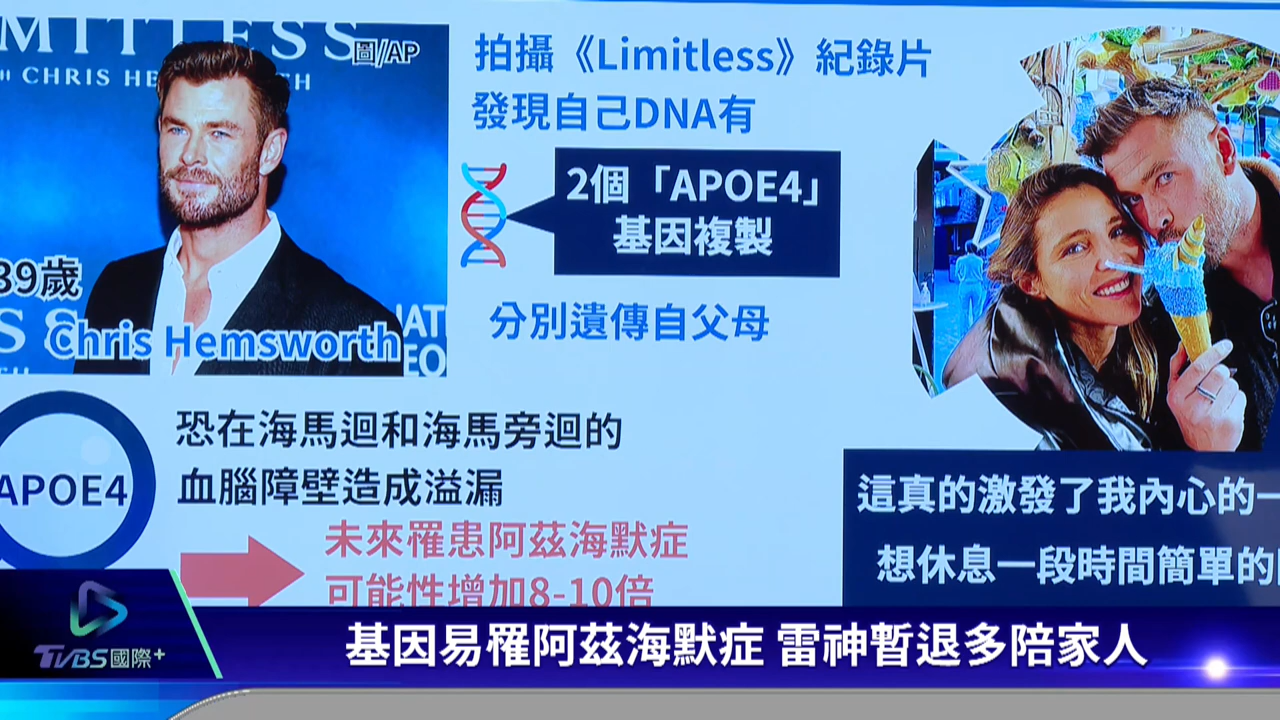 MITLESS
CHRIS HE
TH
圖/AP
39歲
Chris Hemsworth
NAT
EO
拍攝《Limitless》紀錄片
發現自己DNA有
2個「APOE4」
基因複製
分別遺傳自父母
APOE4
恐在海馬迴和海馬旁迴的
血腦障壁造成溢漏
未來罹患阿茲海默症
可能性增加8-10倍
這真的激發了我內心的一
想休息一段時間簡單的
TVBS國際+
基因易罹阿茲海默症 雷神暫退多陪家人